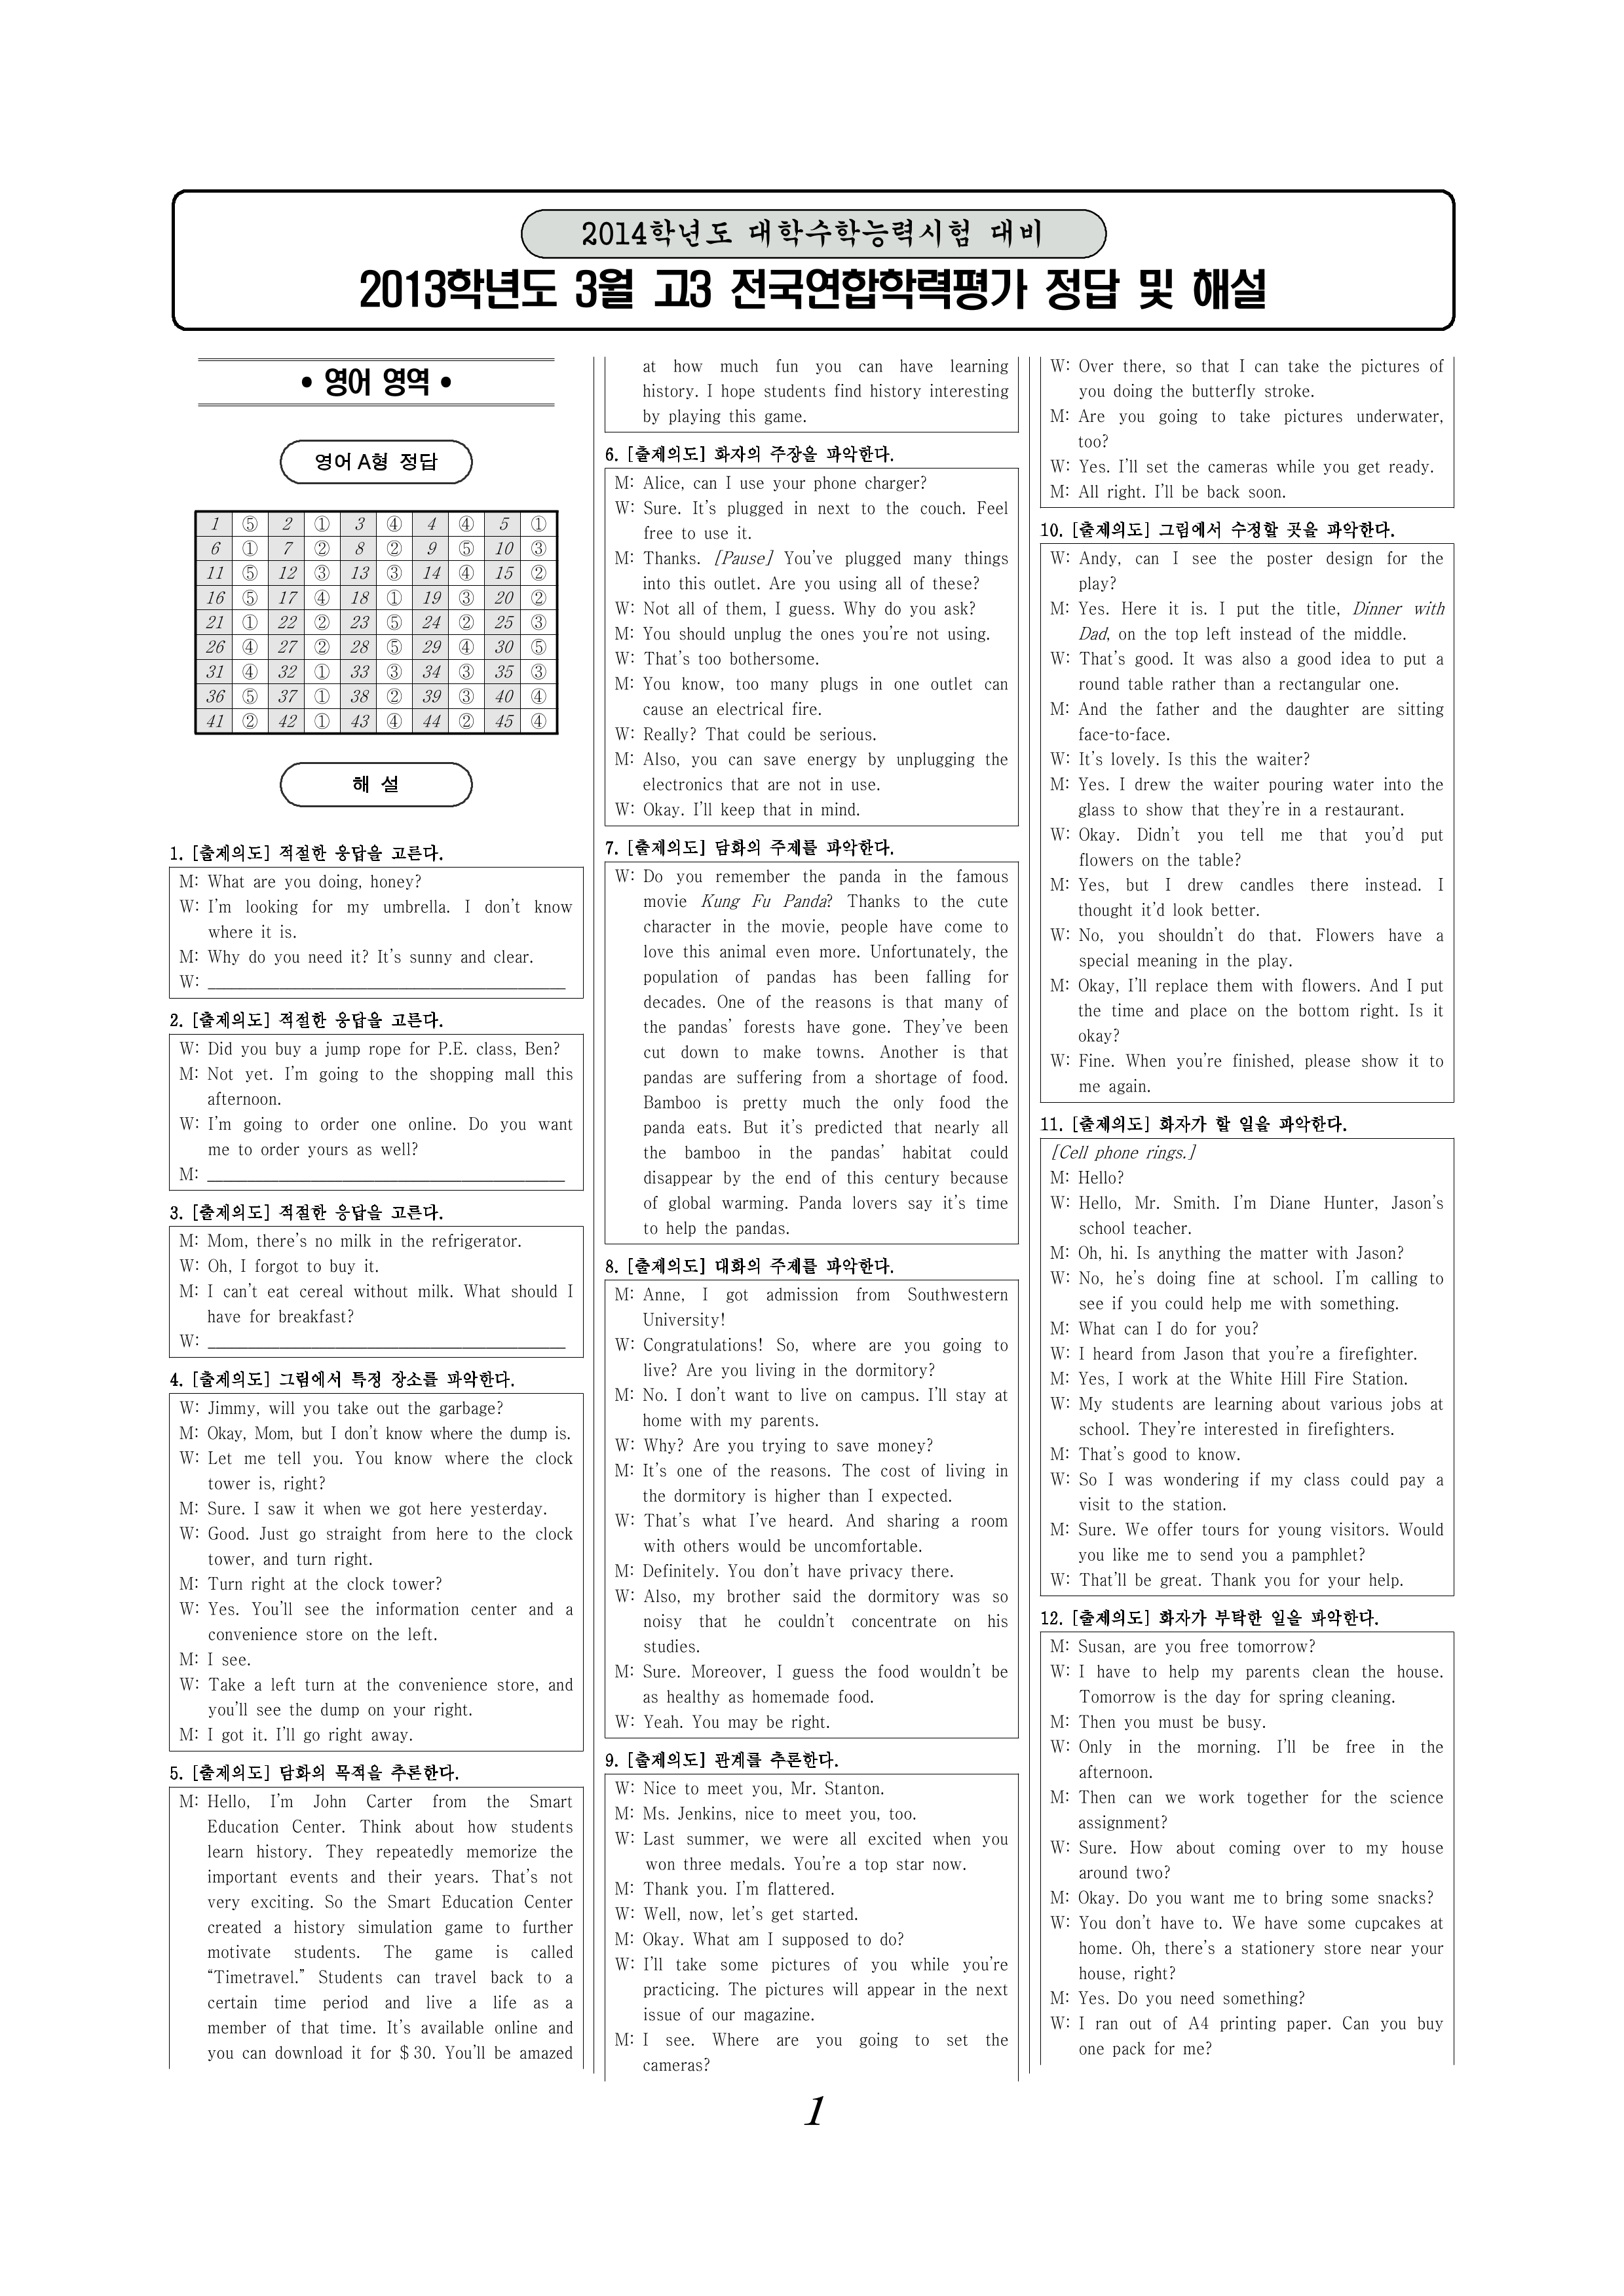 2014학년도 대학수학능력시험 대비
2013학년도 3월 고3 전국연합학력평가 정답 및 해설
• 영어 영역 •
영어 A형 정답
1 ⑤ 2 ① 3 ④ 4 ④ 5 ①
6 ① 7 ② 8 ② 9 ⑤ 10 ③
11 ⑤ 12 ③ 13 ③ 14 ④ 15 ②
16 ⑤ 17 ④ 18 ① 19 ③ 20 ②
21 ① 22 ② 23 ⑤ 24 ② 25 ③
26 ④ 27 ② 28 ⑤ 29 ④ 30 ⑤
31 ④ 32 ① 33 ③ 34 ③ 35 ③
36 ⑤ 37 ① 38 ② 39 ③ 40 ④
41 ② 42 ① 43 ④ 44 ② 45 ④
해 설
1. [출제의도] 적절한 응답을 고른다.
M: What are you doing, honey?
W: I'm looking for my umbrella. I don't know
where it is.
M: Why do you need it? It's sunny and clear.
W: ________________________________
2. [출제의도] 적절한 응답을 고른다.
W: Did you buy a jump rope for P.E. class, Ben?
M: Not yet. I'm going to the shopping mall this
afternoon.
W: I'm going to order one online. Do you want
me to order yours as well?
M: ________________________________
3. [출제의도] 적절한 응답을 고른다.
M: Mom, there's no milk in the refrigerator.
W: Oh, I forgot to buy it.
M: I can't eat cereal without milk. What should I
have for breakfast?
W: ________________________________
4. [출제의도] 그림에서 특정 장소를 파악한다.
W: Jimmy, will you take out the garbage?
M: Okay, Mom, but I don't know where the dump is.
W: Let me tell you. You know where the clock
tower is, right?
M: Sure. I saw it when we got here yesterday.
W: Good. Just go straight from here to the clock
tower, and turn right.
M: Turn right at the clock tower?
W: Yes. You'll see the information center and a
convenience store on the left.
M: I see.
W: Take a left turn at the convenience store, and
you'll see the dump on your right.
M: I got it. I'll go right away.
5. [출제의도] 담화의 목적을 추론한다.
M: Hello, I'm John Carter from the Smart
Education Center. Think about how students
learn history. They repeatedly memorize the
important events and their years. That's not
very exciting. So the Smart Education Center
created a history simulation game to further
motivate students. The game is called
“Timetravel.” Students can travel back to a
certain time period and live a life as a
member of that time. It's available online and
you can download it for $30. You'll be amazed
at how much fun you can have learning
history. I hope students find history interesting
by playing this game.
6. [출제의도] 화자의 주장을 파악한다.
M: Alice, can I use your phone charger?
W: Sure. It's plugged in next to the couch. Feel
free to use it.
M: Thanks. [Pause] You've plugged many things
into this outlet. Are you using all of these?
W: Not all of them, I guess. Why do you ask?
M: You should unplug the ones you're not using.
W: That's too bothersome.
M: You know, too many plugs in one outlet can
cause an electrical fire.
W: Really? That could be serious.
M: Also, you can save energy by unplugging the
electronics that are not in use.
W: Okay. I'll keep that in mind.
7. [출제의도] 담화의 주제를 파악한다.
W: Do you remember the panda in the famous
movie Kung Fu Panda? Thanks to the cute
character in the movie, people have come to
love this animal even more. Unfortunately, the
population of pandas has been falling for
decades. One of the reasons is that many of
the pandas' forests have gone. They've been
cut down to make towns. Another is that
pandas are suffering from a shortage of food.
Bamboo is pretty much the only food the
panda eats. But it's predicted that nearly all
the bamboo in the pandas' habitat could
disappear by the end of this century because
of global warming. Panda lovers say it's time
to help the pandas.
8. [출제의도] 대화의 주제를 파악한다.
M: Anne, I got admission from Southwestern
University!
W: Congratulations! So, where are you going to
live? Are you living in the dormitory?
M: No. I don't want to live on campus. I'll stay at
home with my parents.
W: Why? Are you trying to save money?
M: It's one of the reasons. The cost of living in
the dormitory is higher than I expected.
W: That's what I've heard. And sharing a room
with others would be uncomfortable.
M: Definitely. You don't have privacy there.
W: Also, my brother said the dormitory was so
noisy that he couldn't concentrate on his
studies.
M: Sure. Moreover, I guess the food wouldn't be
as healthy as homemade food.
W: Yeah. You may be right.
9. [출제의도] 관계를 추론한다.
W: Nice to meet you, Mr. Stanton.
M: Ms. Jenkins, nice to meet you, too.
W: Last summer, we were all excited when you
won three medals. You're a top star now.
M: Thank you. I'm flattered.
W: Well, now, let's get started.
M: Okay. What am I supposed to do?
W: I'll take some pictures of you while you're
practicing. The pictures will appear in the next
issue of our magazine.
M: I see. Where are you going to set the
cameras?
W: Over there, so that I can take the pictures of
you doing the butterfly stroke.
M: Are you going to take pictures underwater,
too?
W: Yes. I'll set the cameras while you get ready.
M: All right. I'll be back soon.
10. [출제의도] 그림에서 수정할 곳을 파악한다.
W: Andy, can I see the poster design for the
play?
M: Yes. Here it is. I put the title, Dinner with
Dad, on the top left instead of the middle.
W: That's good. It was also a good idea to put a
round table rather than a rectangular one.
M: And the father and the daughter are sitting
face-to-face.
W: It's lovely. Is this the waiter?
M: Yes. I drew the waiter pouring water into the
glass to show that they're in a restaurant.
W: Okay. Didn't you tell me that you'd put
flowers on the table?
M: Yes, but I drew candles there instead. I
thought it'd look better.
W: No, you shouldn't do that. Flowers have a
special meaning in the play.
M: Okay, I'll replace them with flowers. And I put
the time and place on the bottom right. Is it
okay?
W: Fine. When you're finished, please show it to
me again.
11. [출제의도] 화자가 할 일을 파악한다.
[Cell phone rings.]
M: Hello?
W: Hello, Mr. Smith. I'm Diane Hunter, Jason's
school teacher.
M: Oh, hi. Is anything the matter with Jason?
W: No, he's doing fine at school. I'm calling to
see if you could help me with something.
M: What can I do for you?
W: I heard from Jason that you're a firefighter.
M: Yes, I work at the White Hill Fire Station.
W: My students are learning about various jobs at
school. They're interested in firefighters.
M: That's good to know.
W: So I was wondering if my class could pay a
visit to the station.
M: Sure. We offer tours for young visitors. Would
you like me to send you a pamphlet?
W: That'll be great. Thank you for your help.
12. [출제의도] 화자가 부탁한 일을 파악한다.
M: Susan, are you free tomorrow?
W: I have to help my parents clean the house.
Tomorrow is the day for spring cleaning.
M: Then you must be busy.
W: Only in the morning. I'll be free in the
afternoon.
M: Then can we work together for the science
assignment?
W: Sure. How about coming over to my house
around two?
M: Okay. Do you want me to bring some snacks?
W: You don't have to. We have some cupcakes at
home. Oh, there's a stationery store near your
house, right?
M: Yes. Do you need something?
W: I ran out of A4 printing paper. Can you buy
one pack for me?
1